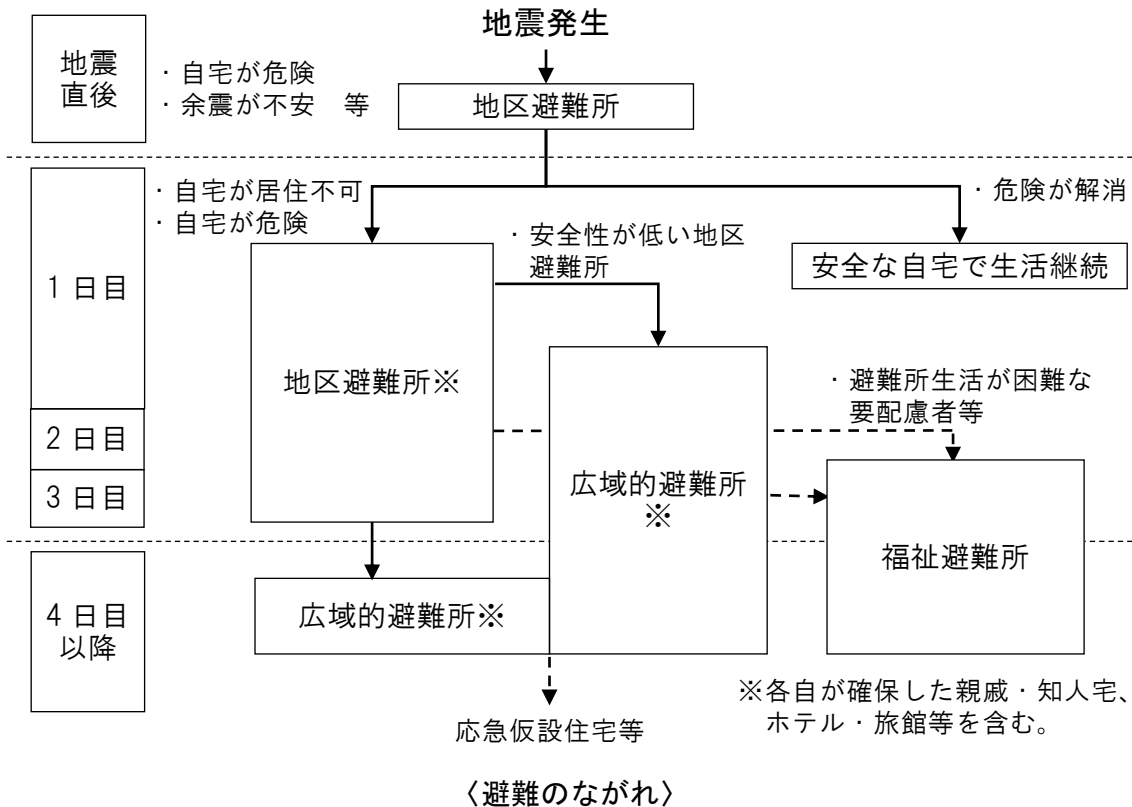 地震発生
地震
直後
・自宅が危険
・余震が不安　等
地区避難所
1日目
・自宅が居住不可
・自宅が危険
・危険が解消
・安全性が低い地区
避難所
安全な自宅で生活継続
地区避難所※
・避難所生活が困難な
要配慮者等
2日目
3日目
広域的避難所
※
福祉避難所
4日目
以降
広域的避難所※
※各自が確保した親戚・知人宅、
ホテル・旅館等を含む。
応急仮設住宅等
〈避難のながれ〉